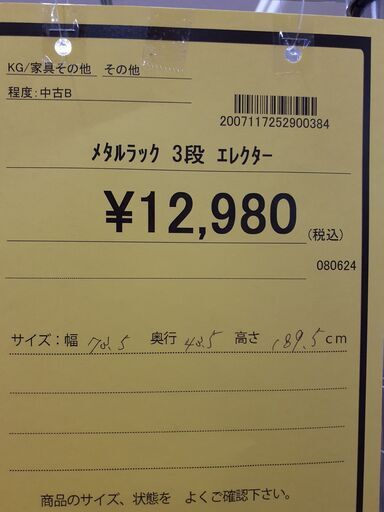 KG/家具その他 その他
程度:中古B
2007117252900384
ﾒﾀﾙﾗｯｸ 3段 ｴﾚｸﾀｰ
¥12,980 (税込)
080624
サイズ:幅 78.5 奥行 48.5 高さ 189.5cm
商品のサイズ、状態を よくご確認下さい。